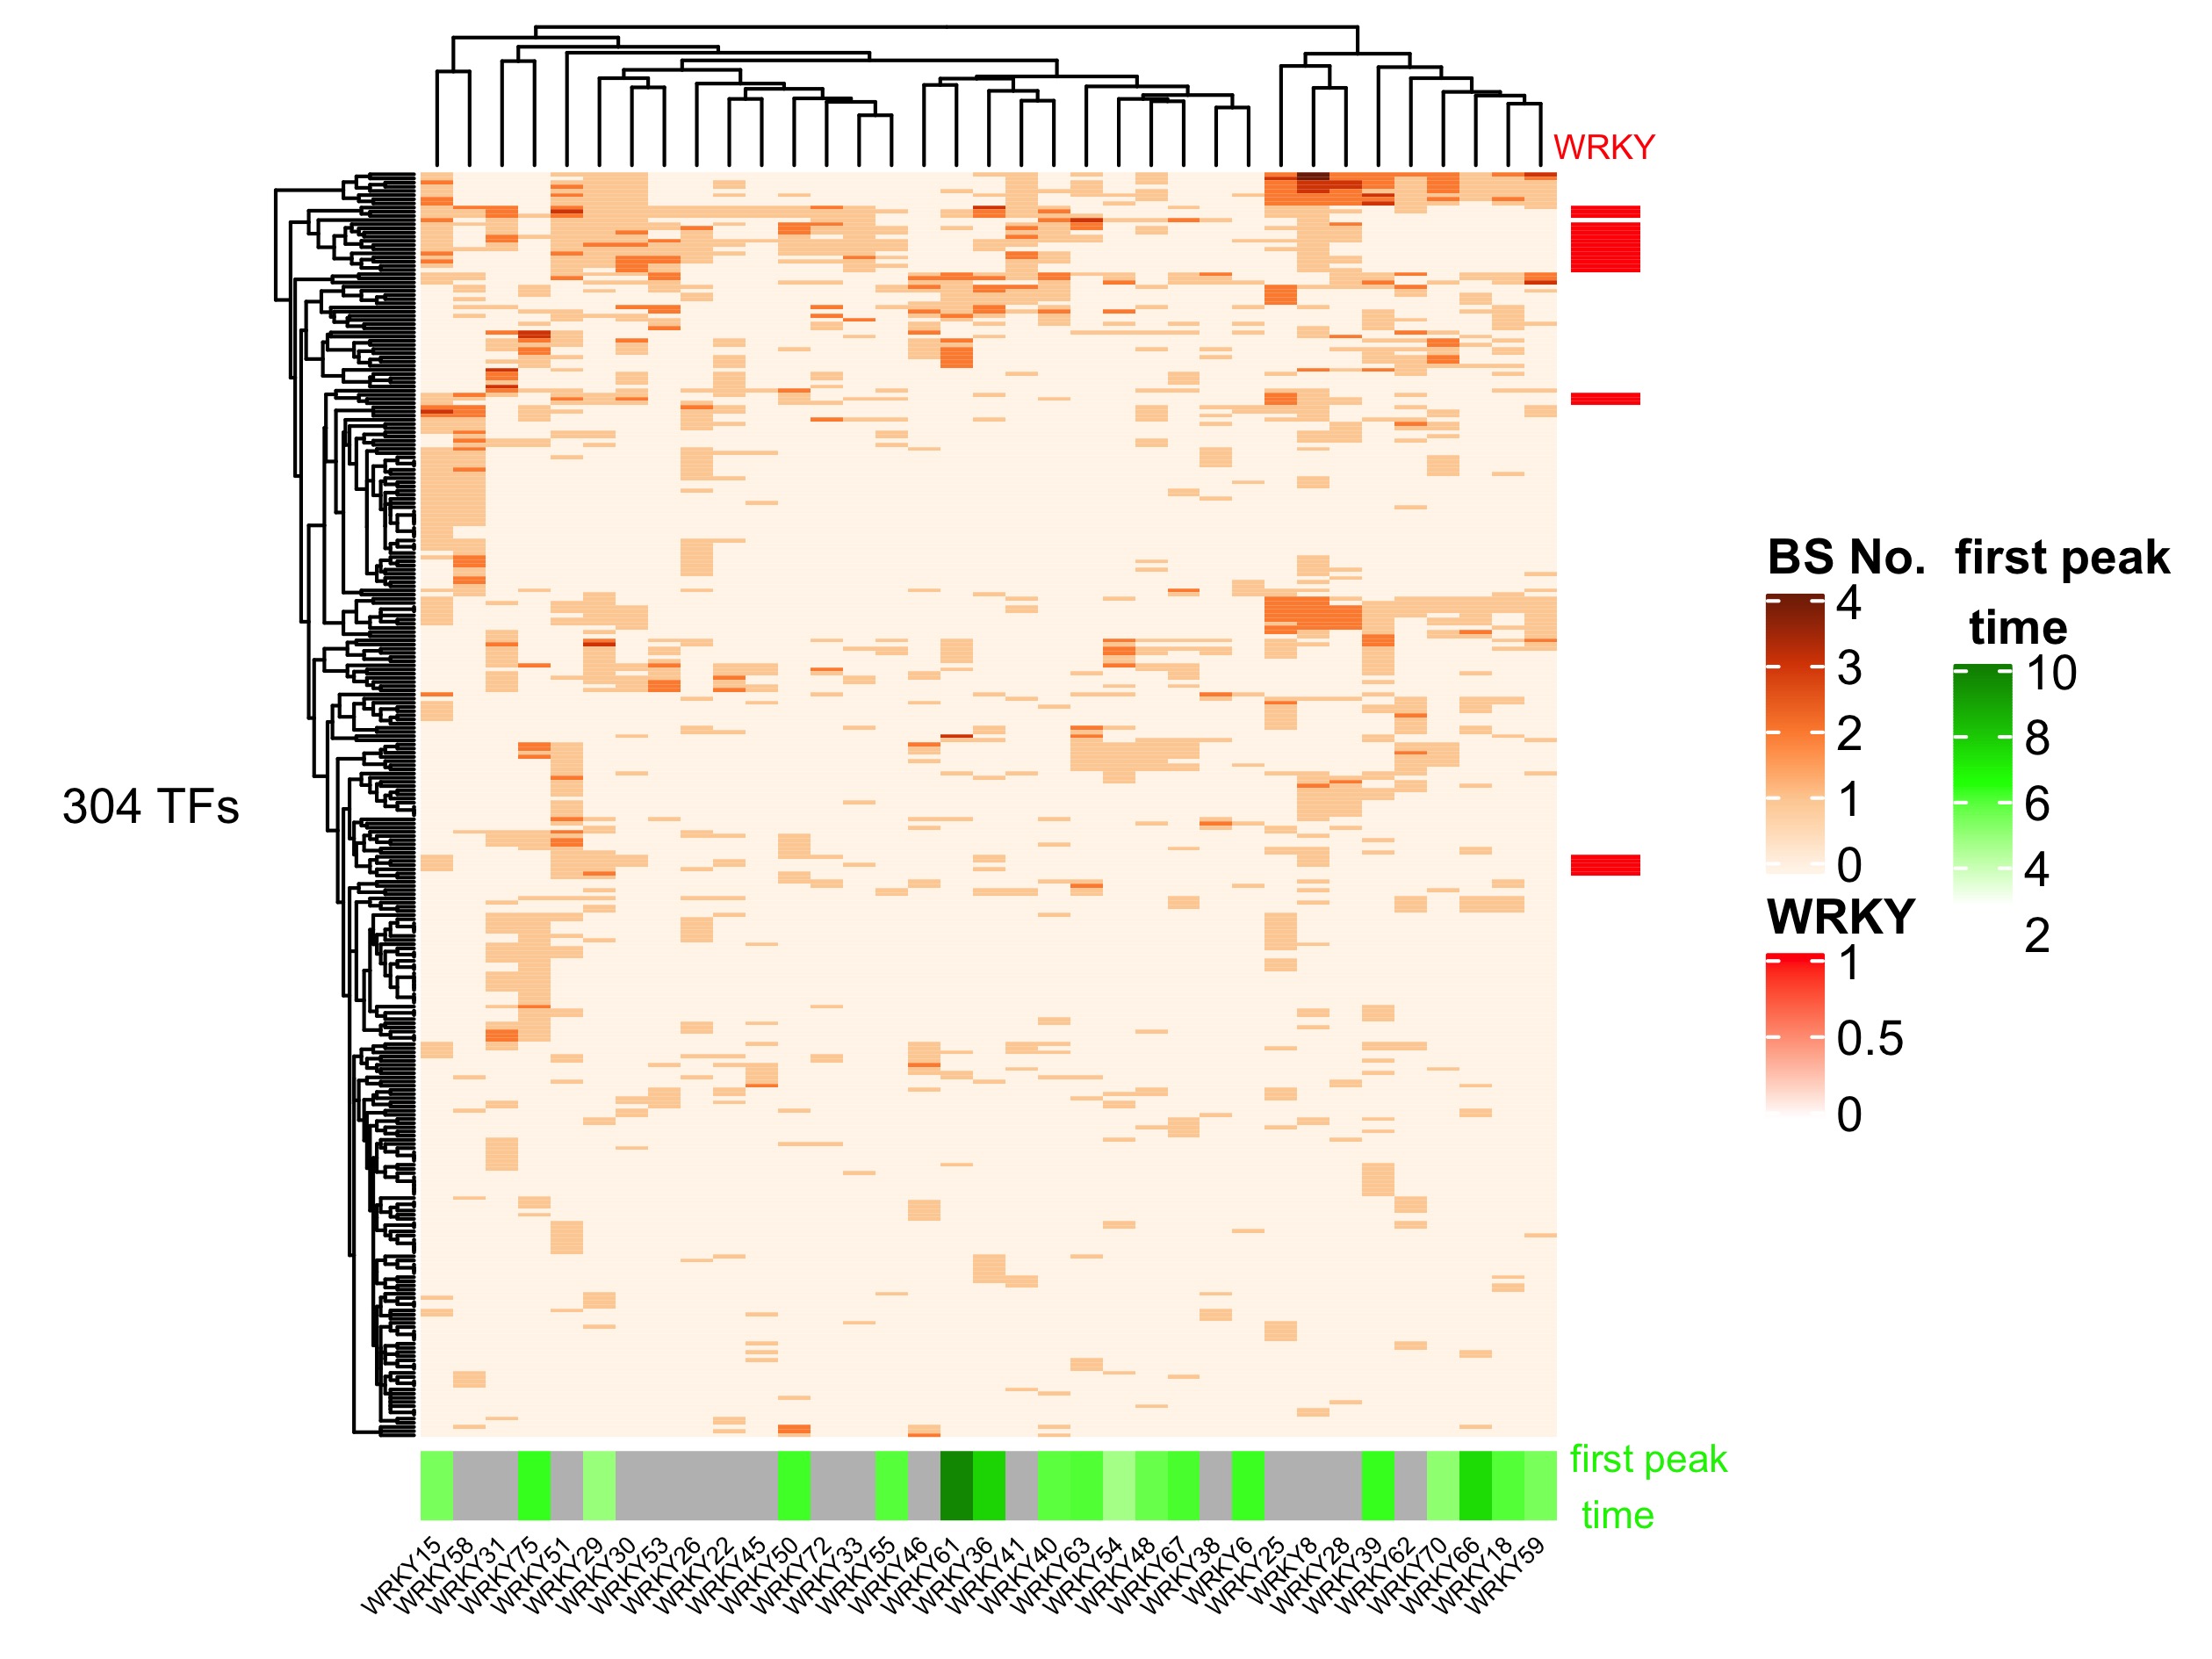 WRKY
304 TFs
BS No.
4
3
2
1
0
first peak
time
10
8
6
4
2
WRKY
1
0.5
0
first peak
time
WRKY15
WRKY58
WRKY31
WRKY75
WRKY51
WRKY29
WRKY30
WRKY53
WRKY26
WRKY22
WRKY45
WRKY50
WRKY72
WRKY33
WRKY55
WRKY46
WRKY61
WRKY36
WRKY41
WRKY40
WRKY63
WRKY54
WRKY48
WRKY67
WRKY38
WRKY6
WRKY25
WRKY8
WRKY28
WRKY39
WRKY62
WRKY70
WRKY66
WRKY18
WRKY59